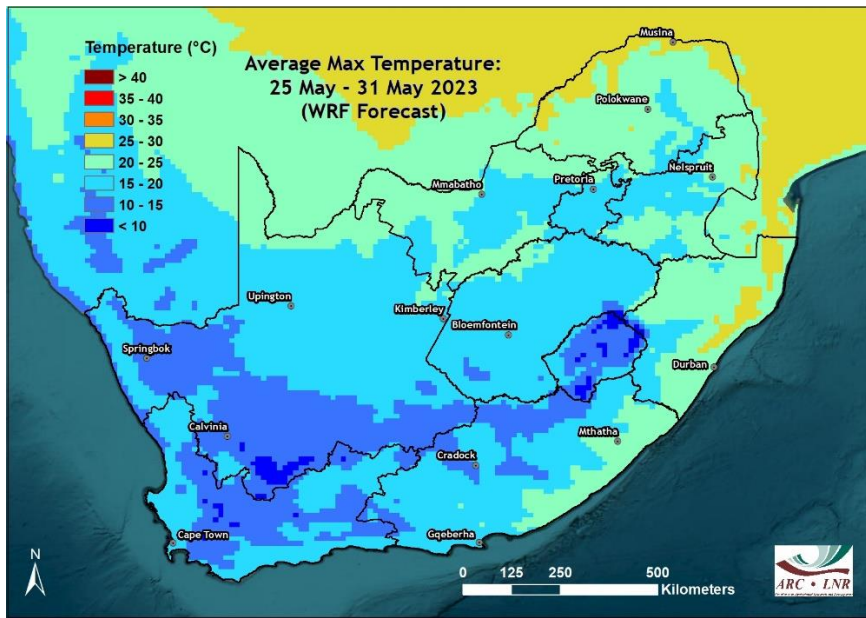 Temperature (°C)
> 40
35 - 40
30 - 35
25 - 30
20 - 25
15 - 20
10 - 15
< 10
Average Max Temperature:
25 May - 31 May 2023
(WRF Forecast)
Musina
Polokwane
Nelspruit
Pretoria
Mmabatho
Upington
Kimberley
Bloemfontein
Springbok
Durban
Calvinia
Mthatha
Cradock
Cape Town
Gqeberha
N
0 125 250 500
Kilometers
ARC • LNR